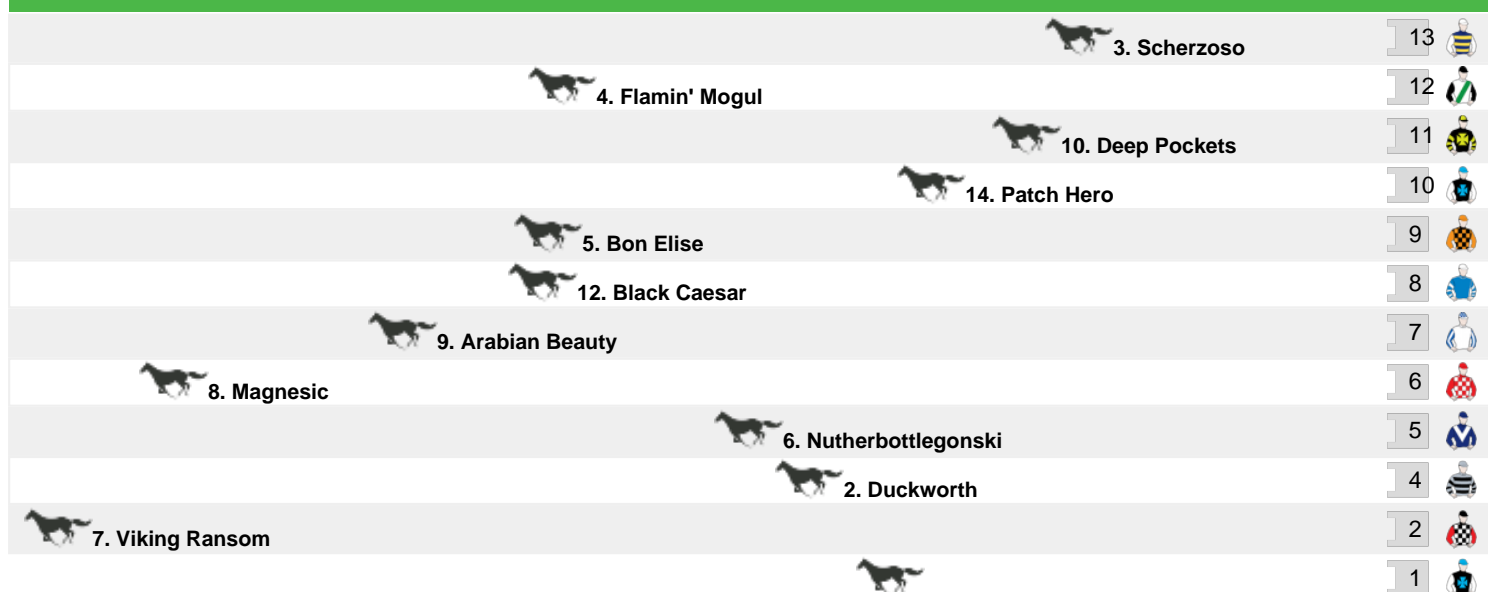 3. Scherzoso 13
4. Flamin' Mogul 12
10. Deep Pockets 11
14. Patch Hero 10
5. Bon Elise 9
12. Black Caesar 8
9. Arabian Beauty 7
8. Magnesic 6
6. Nutherbottlegonski 5
2. Duckworth 4
7. Viking Ransom 2
1